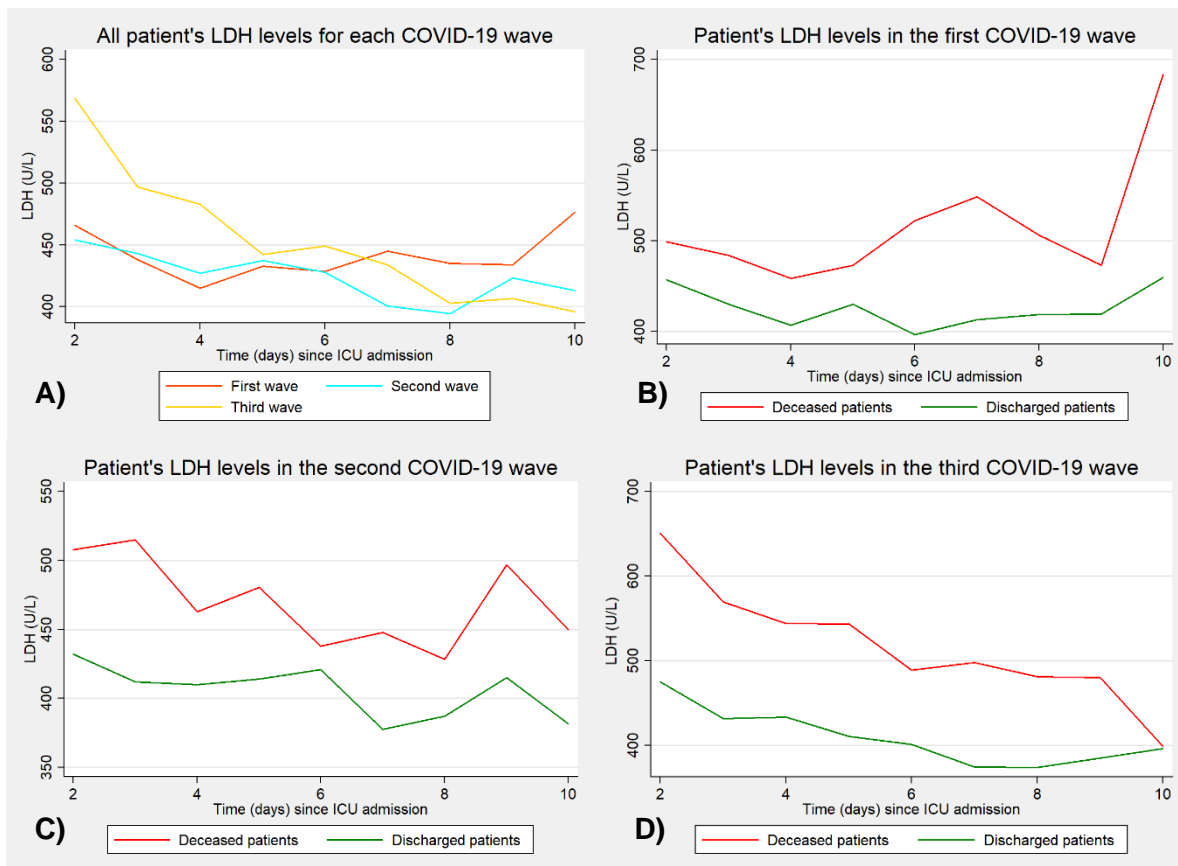 All patient's LDH levels for each COVID-19 wave
LDH (U/L)
600
550
500
450
400
2
4
6
8
10
Time (days) since ICU admission
First wave
Second wave
Third wave
A)
Patient's LDH levels in the first COVID-19 wave
LDH (U/L)
700
600
500
400
2
4
6
8
10
Time (days) since ICU admission
Deceased patients
Discharged patients
B)
Patient's LDH levels in the second COVID-19 wave
LDH (U/L)
550
500
450
400
350
2
4
6
8
10
Time (days) since ICU admission
Deceased patients
Discharged patients
C)
Patient's LDH levels in the third COVID-19 wave
LDH (U/L)
700
600
500
400
2
4
6
8
10
Time (days) since ICU admission
Deceased patients
Discharged patients
D)